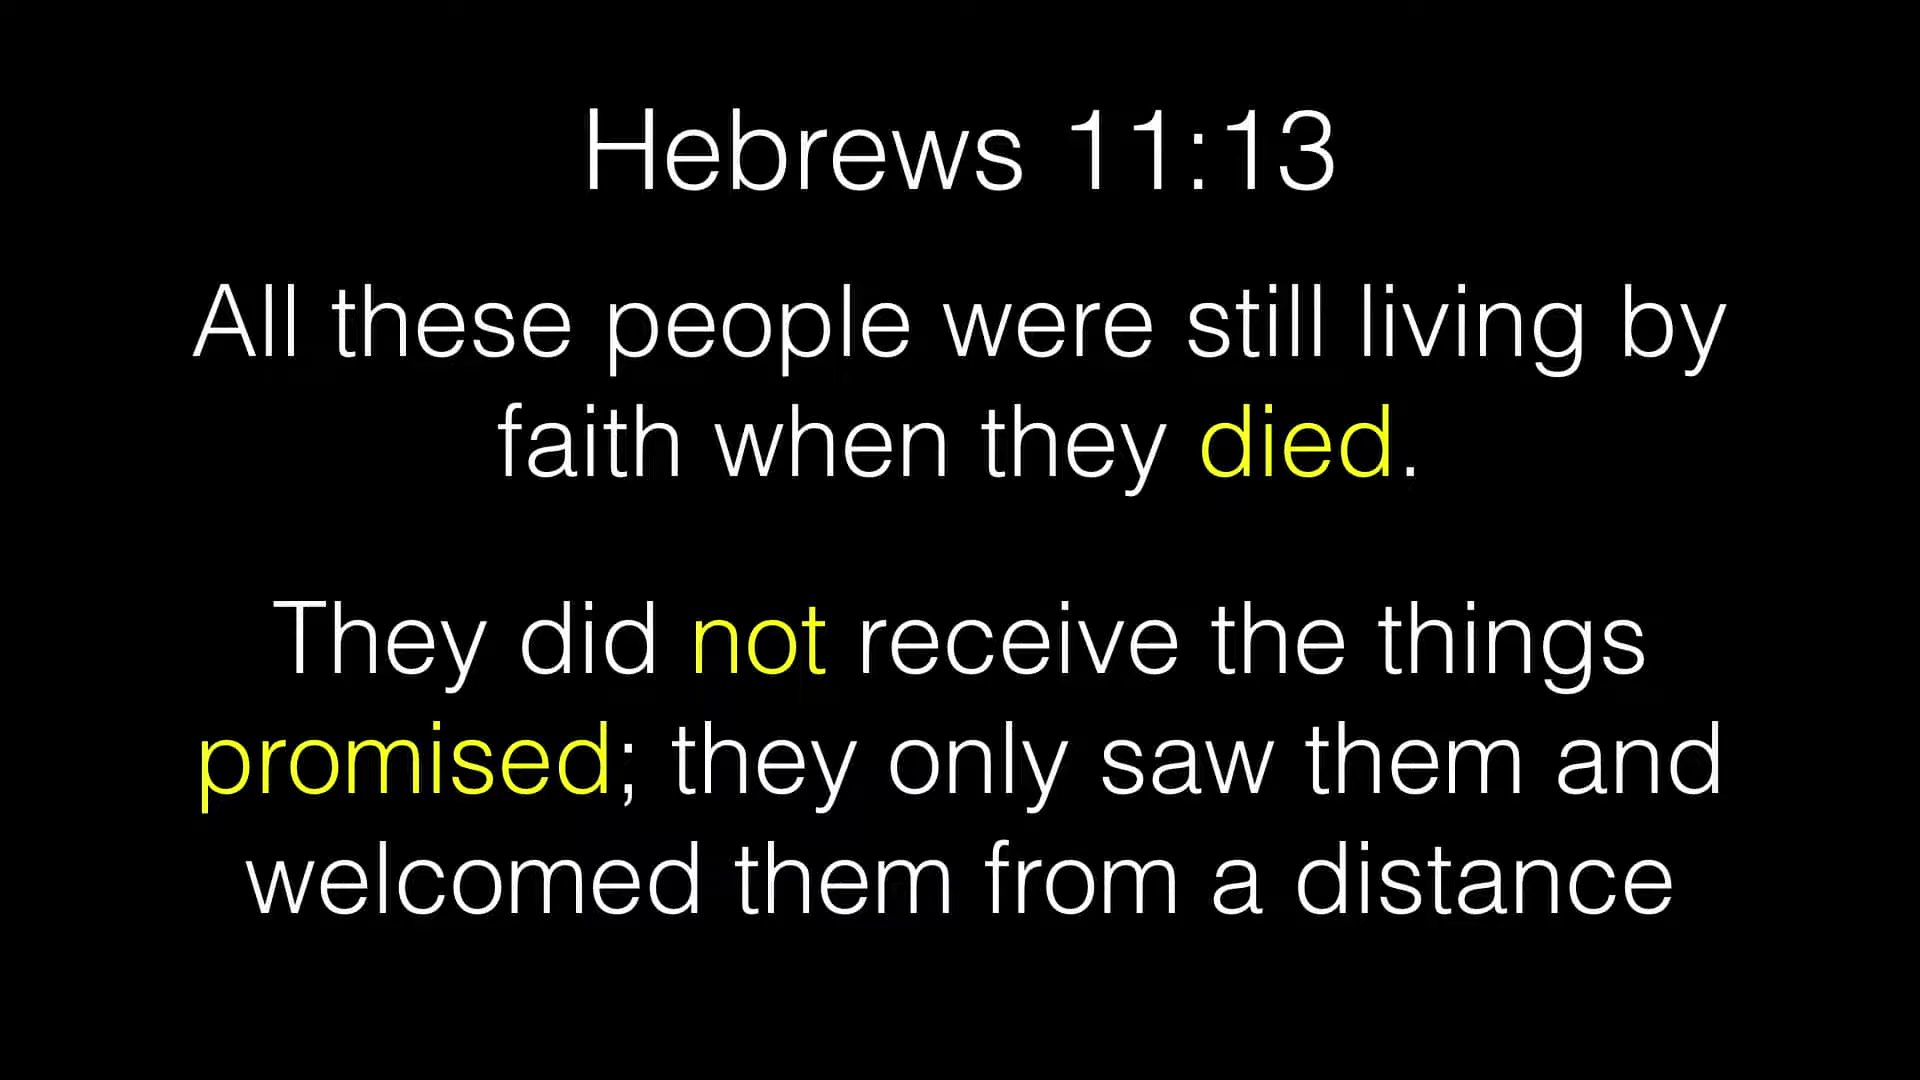 Hebrews 11:13
All these people were still living by
faith when they died.
They did not receive the things
promised; they only saw them and
welcomed them from a distance